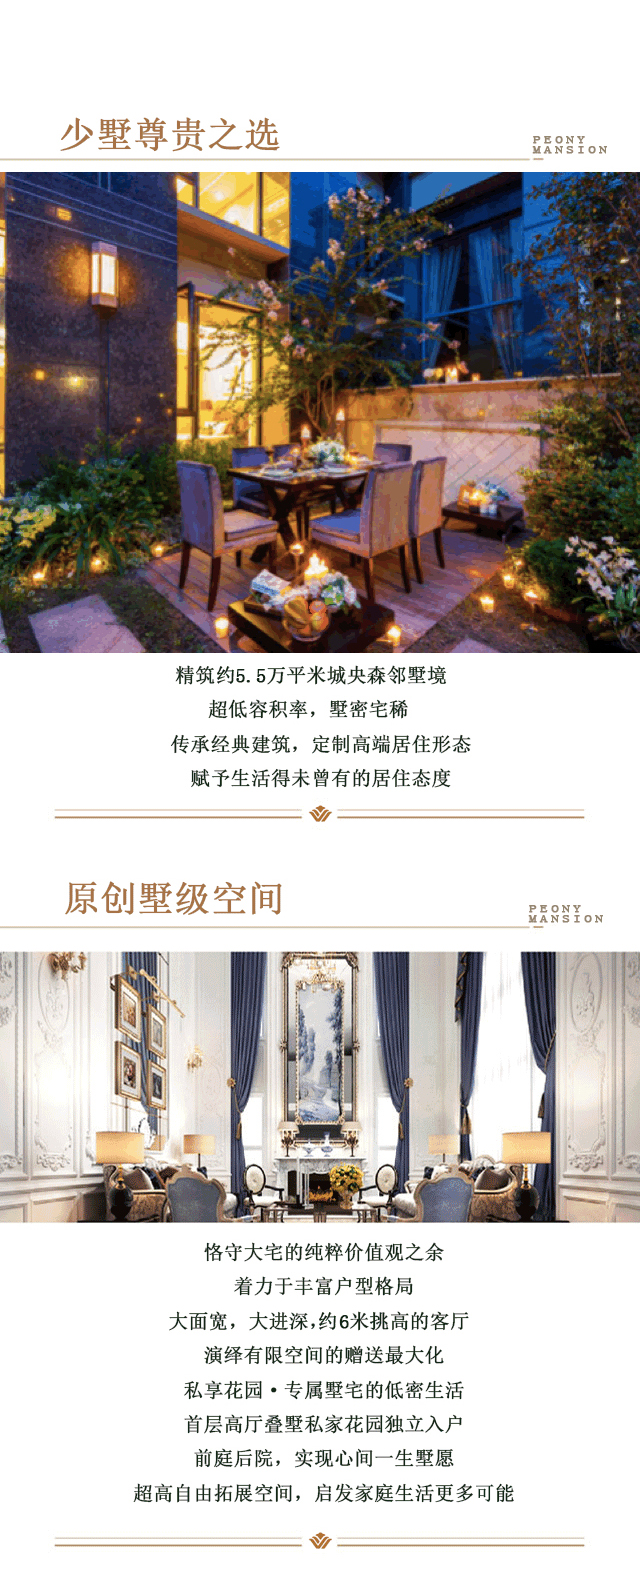 少墅尊贵之选
PEONY
MANSION
精筑约5.5万平米城央森邻墅境
超低容积率，墅密宅稀
传承经典建筑，定制高端居住形态
赋予生活得未曾有的居住态度
原创墅级空间
PEONY
MANSION
恪守大宅的纯粹价值观之余
着力于丰富户型格局
大面宽，大进深，约6米挑高的客厅
演绎有限空间的赠送最大化
私享花园·专属墅宅的低密生活
首层高厅叠墅私家花园独立入户
前庭后院，实现心间一生墅愿
超高自由拓展空间，启发家庭生活更多可能